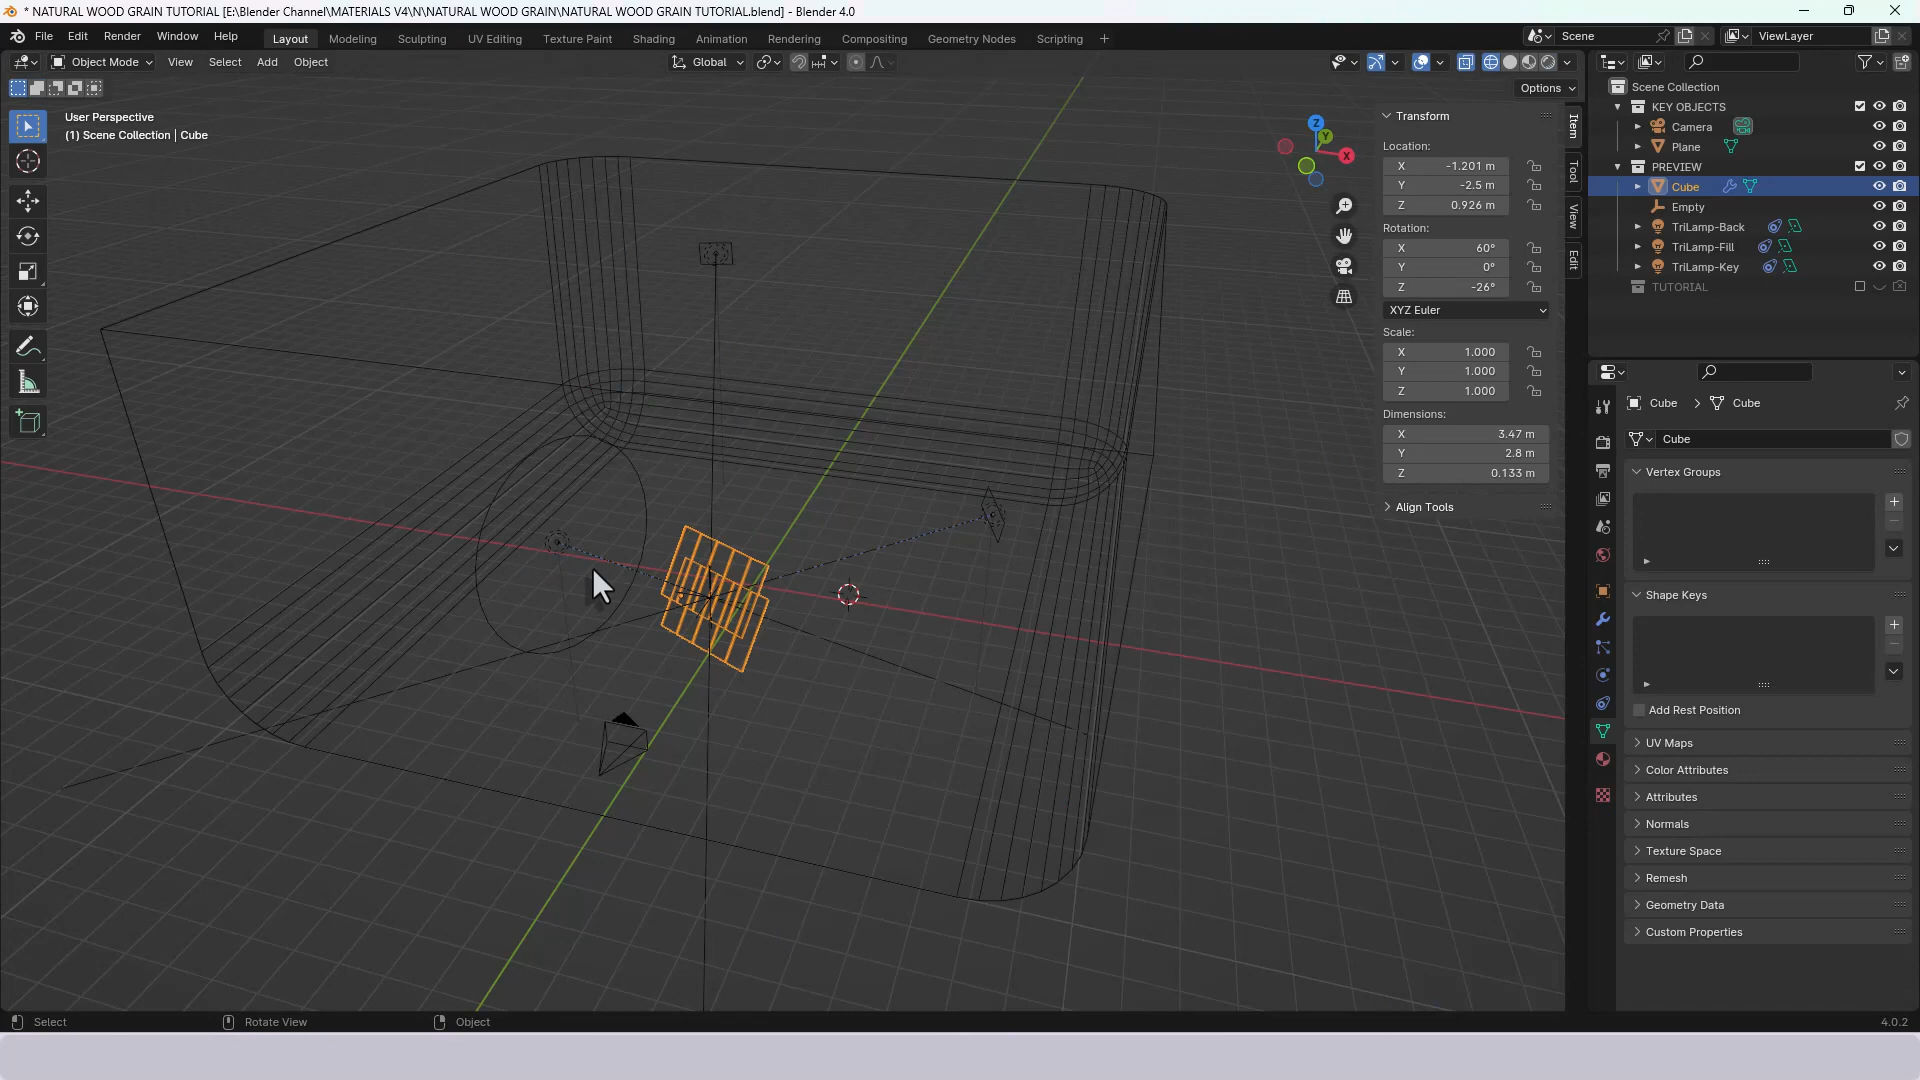 * NATURAL WOOD GRAIN TUTORIAL [E:\Blender Channel\MATERIALS V4\N\NATURAL WOOD GRAIN\NATURAL WOOD GRAIN TUTORIAL.blend] - Blender 4.0
File Edit Render Window Help Layout Modeling Sculpting UV Editing Texture Paint Shading Animation Rendering Compositing Geometry Nodes Scripting + Scene ViewLayer
Object Mode View Select Add Object Global
Options
User Perspective
(1) Scene Collection | Cube
Z
Y
X
Transform
Location:
X -1.201 m
Y -2.5 m
Z 0.926 m
Rotation:
X 60°
Y 0°
Z -26°
XYZ Euler
Scale:
X 1.000
Y 1.000
Z 1.000
Dimensions:
X 3.47 m
Y 2.8 m
Z 0.133 m
Align Tools
Item
Tool
View
Edit
Scene Collection
KEY OBJECTS
Camera
Plane
PREVIEW
Cube
Empty
TriLamp-Back
TriLamp-Fill
TriLamp-Key
TUTORIAL
Cube > Cube
Cube
Vertex Groups
Shape Keys
Add Rest Position
UV Maps
Color Attributes
Attributes
Normals
Texture Space
Remesh
Geometry Data
Custom Properties
Select Rotate View Object 4.0.2